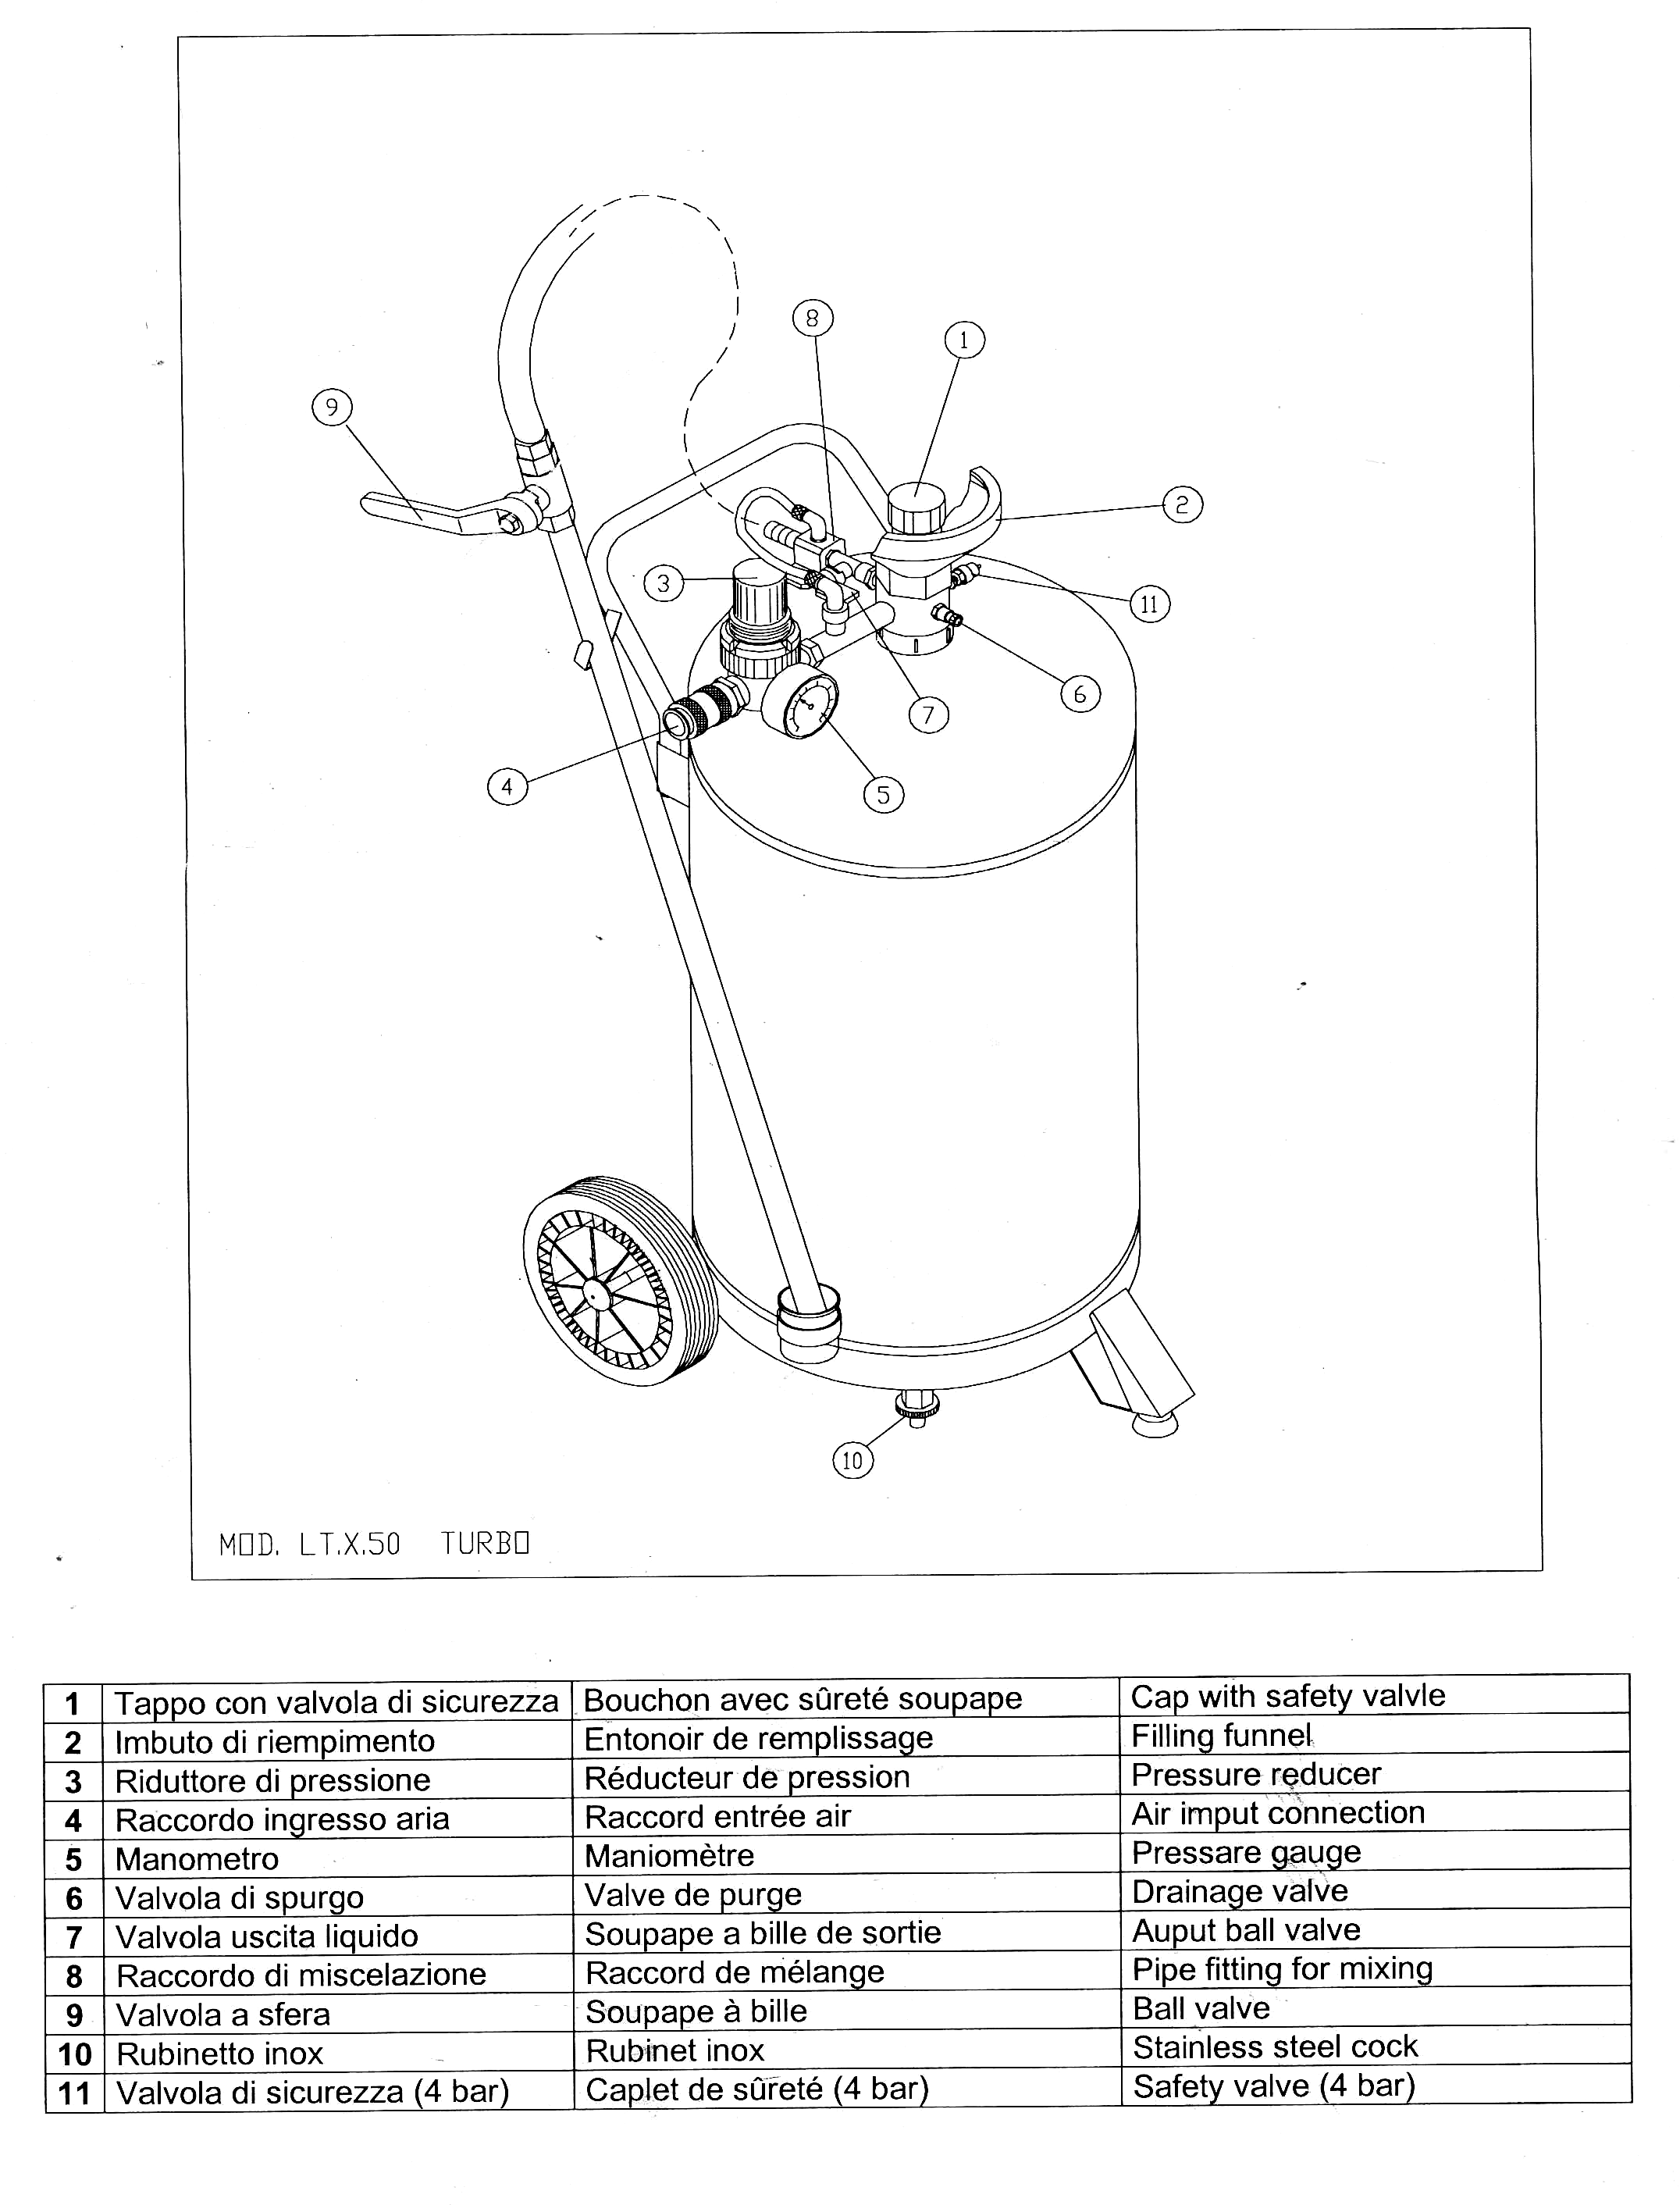 8
1
9
2
3
11
6
7
4
5
10
MOD. LT.X.50 TURBO
1 Tappo con valvola di sicurezza Bouchon avec sûreté soupape Cap with safety valvle
2 Imbuto di riempimento Entonoir de remplissage Filling funnel
3 Riduttore di pressione Réducteur de pression Pressure reducer
4 Raccordo ingresso aria Raccord entrée air Air imput connection
5 Manometro Maniomètre Pressare gauge
6 Valvola di spurgo Valve de purge Drainage valve
7 Valvola uscita liquido Soupape a bille de sortie Auput ball valve
8 Raccordo di miscelazione Raccord de mélange Pipe fitting for mixing
9 Valvola a sfera Soupape à bille Ball valve
10 Rubinetto inox Rubinet inox Stainless steel cock
11 Valvola di sicurezza (4 bar) Caplet de sûreté (4 bar) Safety valve (4 bar)